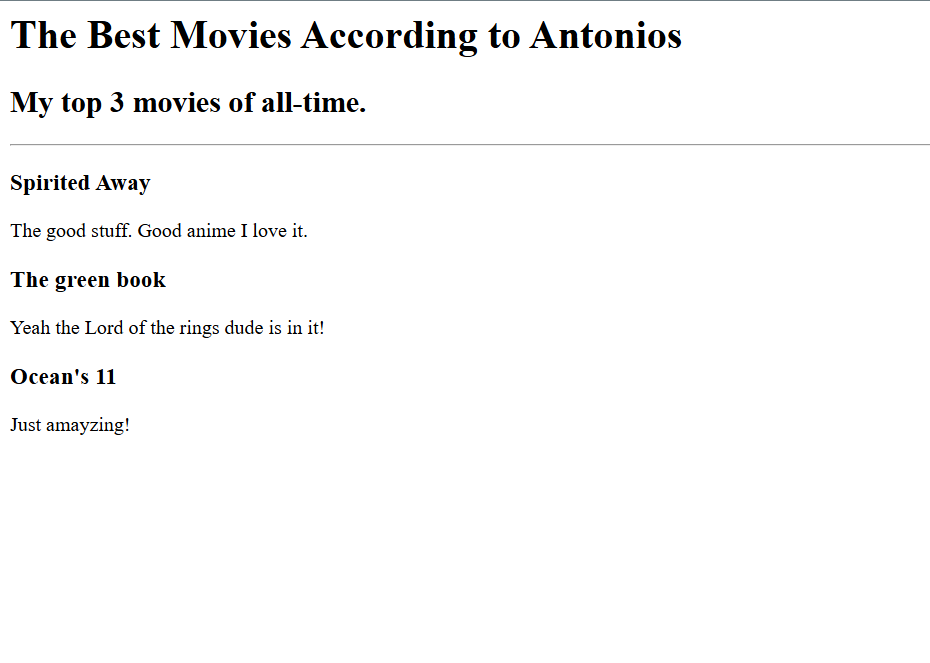 The Best Movies According to Antonios
My top 3 movies of all-time.
Spirited Away
The good stuff. Good anime I love it.
The green book
Yeah the Lord of the rings dude is in it!
Ocean's 11
Just amayzing!